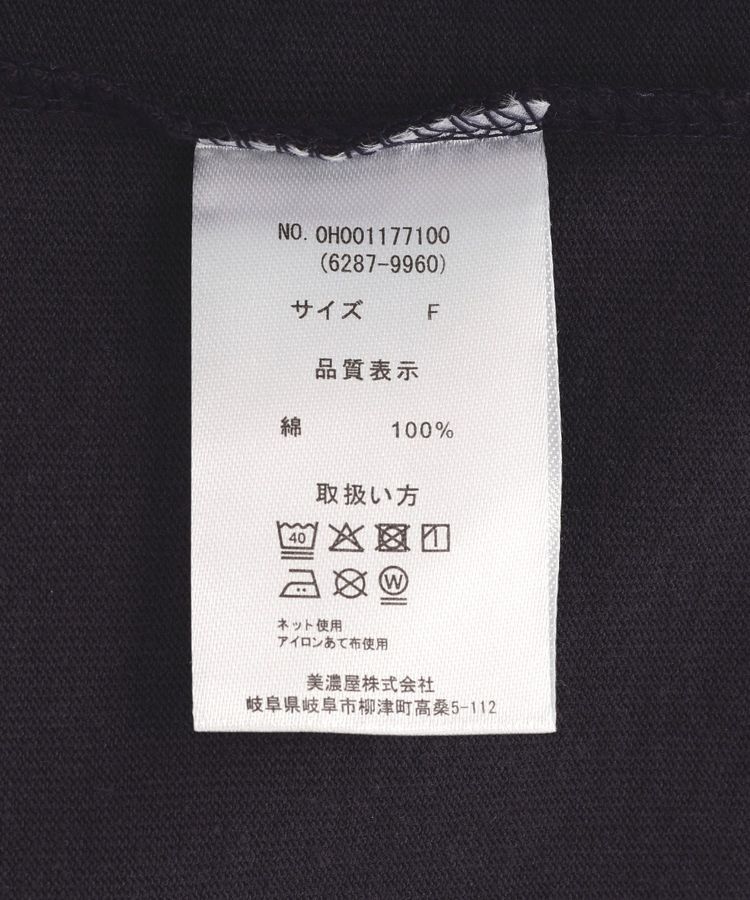 NO. 0H001177100
(6287-9960)
サイズ F
品質表示
綿 100%
取扱い方
40
W
ネット使用
アイロンあて布使用
美濃屋株式会社
岐阜県岐阜市柳津町高桑5-112